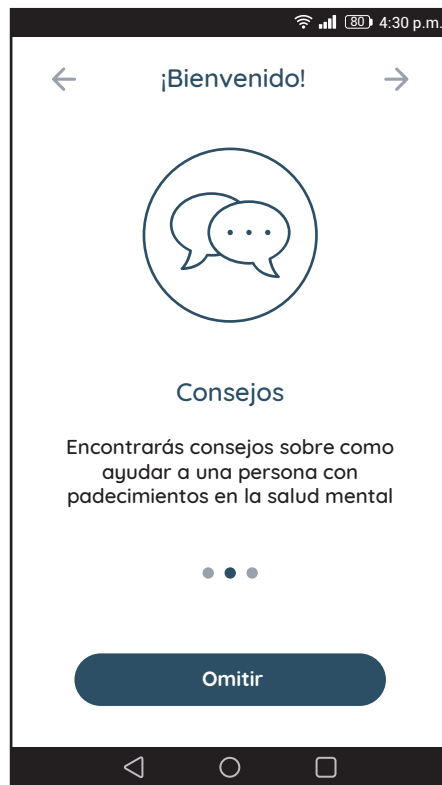 80 4:30 p.m.
¡Bienvenido!
Consejos
Encontrarás consejos sobre como
ayudar a una persona con
padecimientos en la salud mental
Omitir